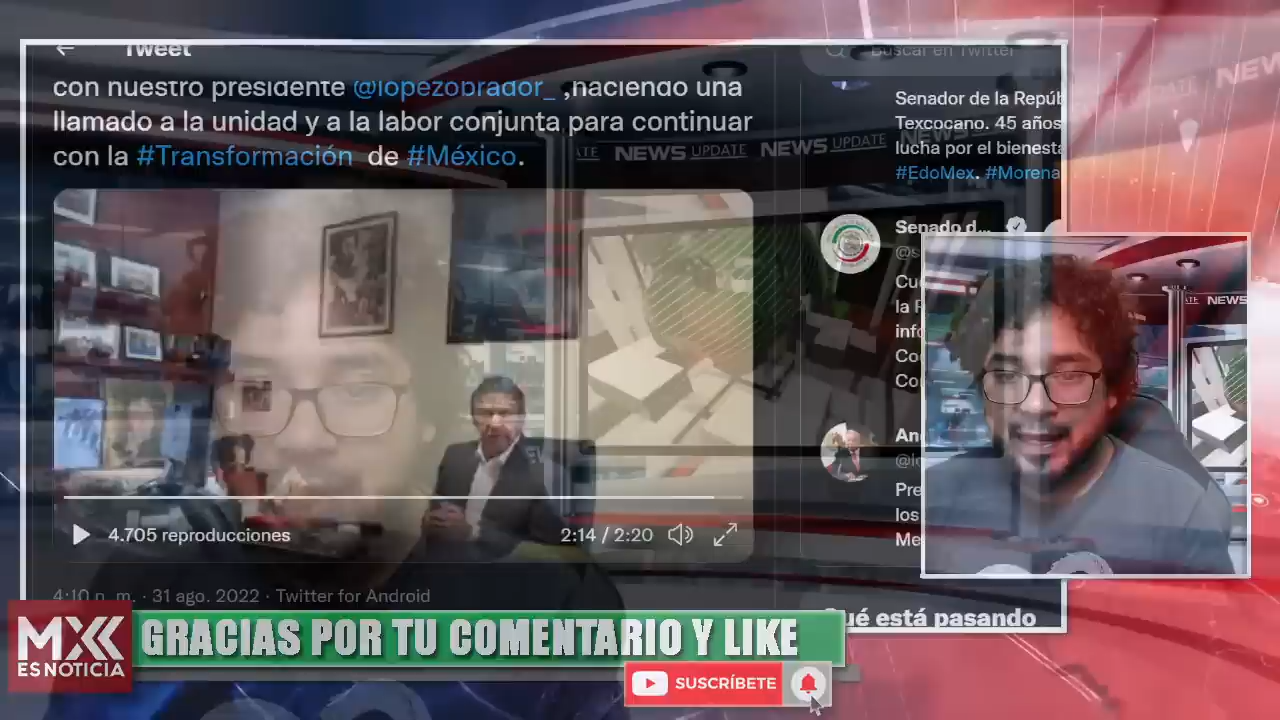 Tweet
Buscar en Twitter
con nuestro presidente @lopezobrador_ ,haciendo una
llamado a la unidad y a la labor conjunta para continuar
con la #Transformación de #México.
NEWS UPDATE NEWS UPDATE
NEWS
Senador de la Repúb
Texcocano. 45 años
lucha por el bienesta
#EdoMex. #Morena
Senado d...
NEWS
4.705 reproducciones
2:14 / 2:20
4:10 p. m. · 31 ago. 2022 · Twitter for Android
Qué está pasando
MX
ES NOTICIA
GRACIAS POR TU COMENTARIO Y LIKE
SUSCRÍBETE